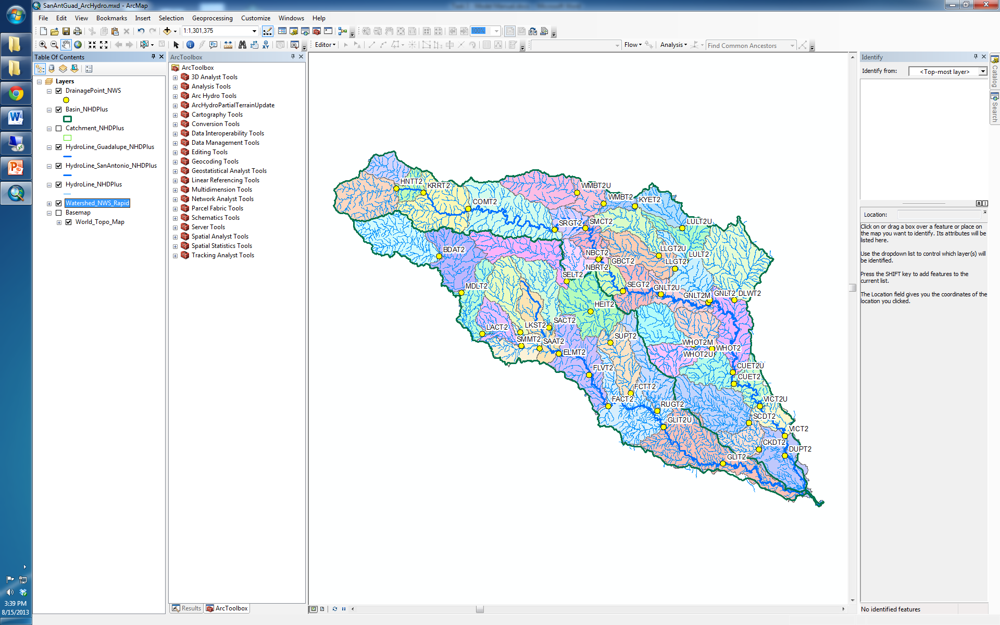 SanAntGuad_ArcHydro.mxd - ArcMap
File Edit View Bookmarks Insert Selection Geoprocessing Customize Windows Help
1:1,301,375
100%
Editor
Flow
Analysis
Find Common Ancestors
Table Of Contents
Layers
DrainagePoint_NWS
Basin_NHDPlus
Catchment_NHDPlus
HydroLine_Guadalupe_NHDPlus
HydroLine_SanAntonio_NHDPlus
HydroLine_NHDPlus
Watershed_NWS_Rapid
Basemap
World_Topo_Map
ArcToolbox
ArcToolbox
3D Analyst Tools
Analysis Tools
Arc Hydro Tools
ArcHydroPartialTerrainUpdate
Cartography Tools
Conversion Tools
Data Interoperability Tools
Data Management Tools
Editing Tools
Geocoding Tools
Geostatistical Analyst Tools
Linear Referencing Tools
Multidimension Tools
Network Analyst Tools
Parcel Fabric Tools
Schematics Tools
Server Tools
Spatial Analyst Tools
Spatial Statistics Tools
Tracking Analyst Tools
Results
ArcToolbox
HNTT2
KRRT2
COMT2
WMBT2U
WMBT2
KYET2
SRGT2
SMCT2
LULT2U
BDAT2
NBCT2
GBCT2
NBRT2
LLGT2U
LULT2
LLGT2
SELT2
MDLT2
SEGT2
GNLT2U
GNLT2M
GNLT2
DLWT2
HEIT2
LACT2
LKST2
SACT2
SMMT2
SAAT2
SUPT2
ELMT2
WHOT2M
WHOT2
WHOT2U
FLVT2
CUET2U
CUET2
FCTT2
FACT2
RUGT2
VICT2U
GLIT2U
SCDT2
VICT2
CKDT2
DUPT2
GLIT2
Identify
Identify from:
<Top-most layer>
Location:
Click on or drag a box over a feature or place on
the map you want to identify. Its attributes will be
listed here.
Use the dropdown list to control which layer(s) will
be identified.
Press the SHIFT key to add features to the
current list.
The Location field gives you the coordinates of the
location you clicked.
No identified features
Catalog
Search
3:39 PM
8/15/2013